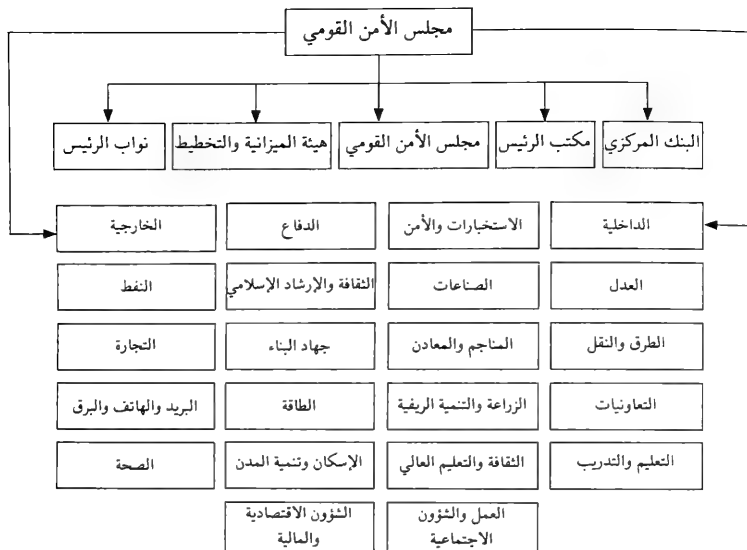 مجلس الأمن القومي
البنك المركزي
مكتب الرئيس
مجلس الأمن القومي
هيئة الميزانية والتخطيط
نواب الرئيس
الداخلية
الاستخبارات والأمن
الدفاع
الخارجية
العدل
الصناعات
الثقافة والإرشاد الإسلامي
النفط
الطرق والنقل
المناجم والمعادن
جهاد البناء
التجارة
التعاونيات
الزراعة والتنمية الريفية
الطاقة
البريد والهاتف والبرق
التعليم والتدريب
الثقافة والتعليم العالي
الإسكان وتنمية المدن
الصحة
العمل والشؤون
الاجتماعية
الشؤون الاقتصادية
والمالية